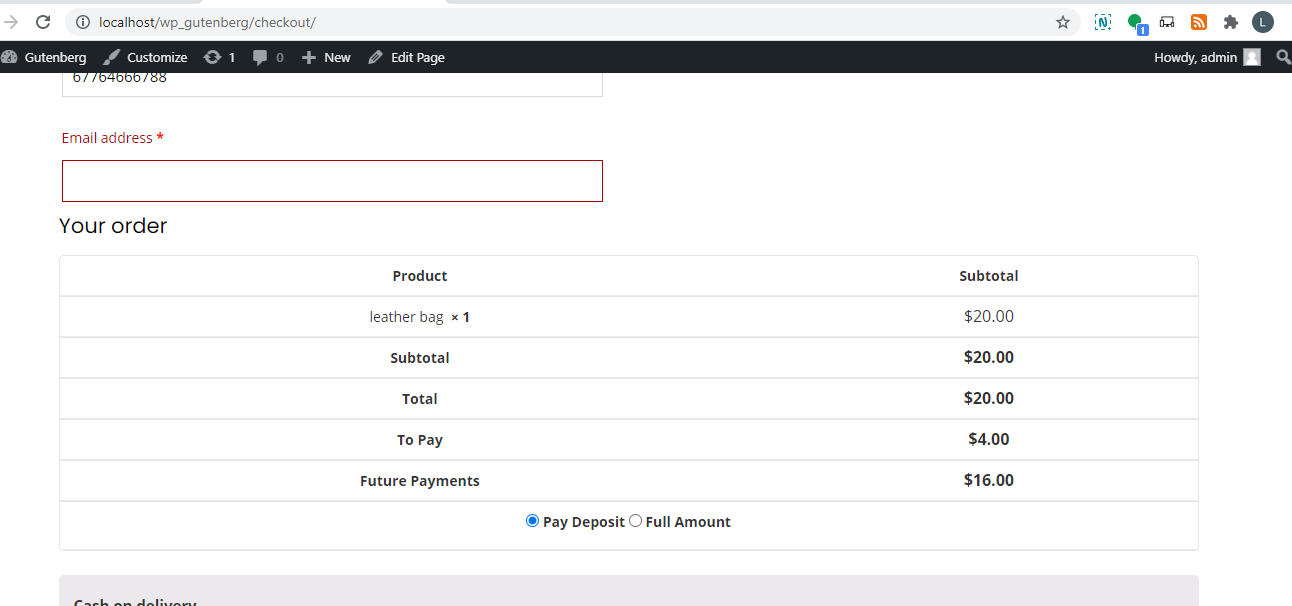 localhost/wp_gutenberg/checkout/
1
L
Gutenberg Customize 1 0 New Edit Page Howdy, admin
67764666788
Email address *
Your order
Product Subtotal
leather bag × 1 $20.00
Subtotal $20.00
Total $20.00
To Pay $4.00
Future Payments $16.00
Pay Deposit Full Amount
Cash on delivery